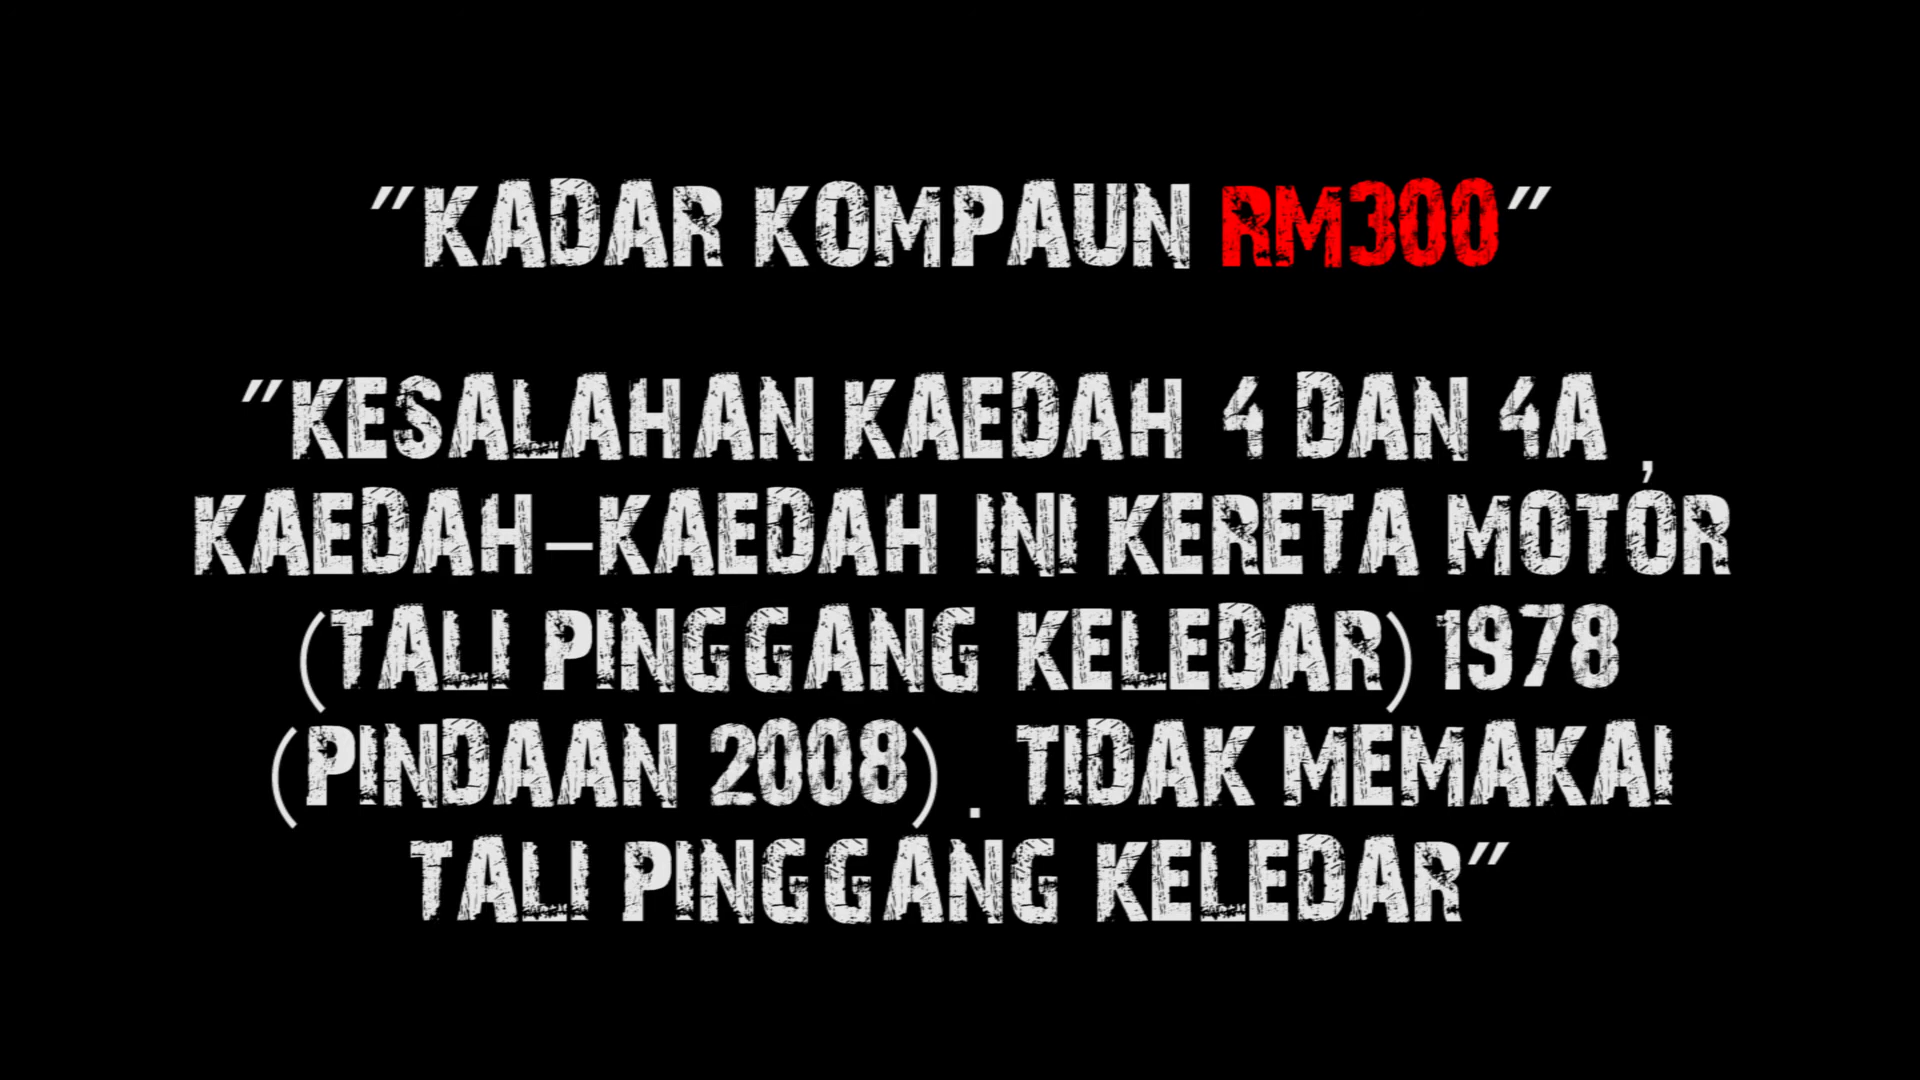 "KADAR KOMPAUN RM300"
"KESALAHAN KAEDAH 4 DAN 4A ,
KAEDAH-KAEDAH INI KERETA MOTOR
(TALI PINGGANG KELEDAR) 1978
(PINDAAN 2008) . TIDAK MEMAKAI
TALI PINGGANG KELEDAR"